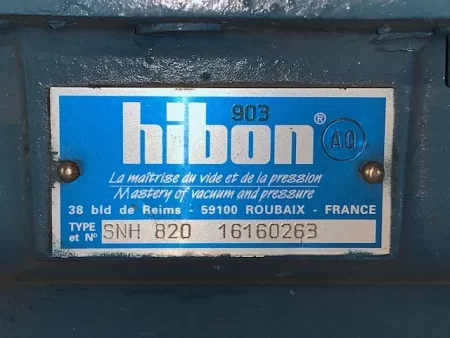 903
hibon®
AQ
La maîtrise du vide et de la pression
Mastery of vacuum and pressure
38 bld de Reims - 59100 ROUBAIX - FRANCE
TYPE et N° SNH 820 16160263